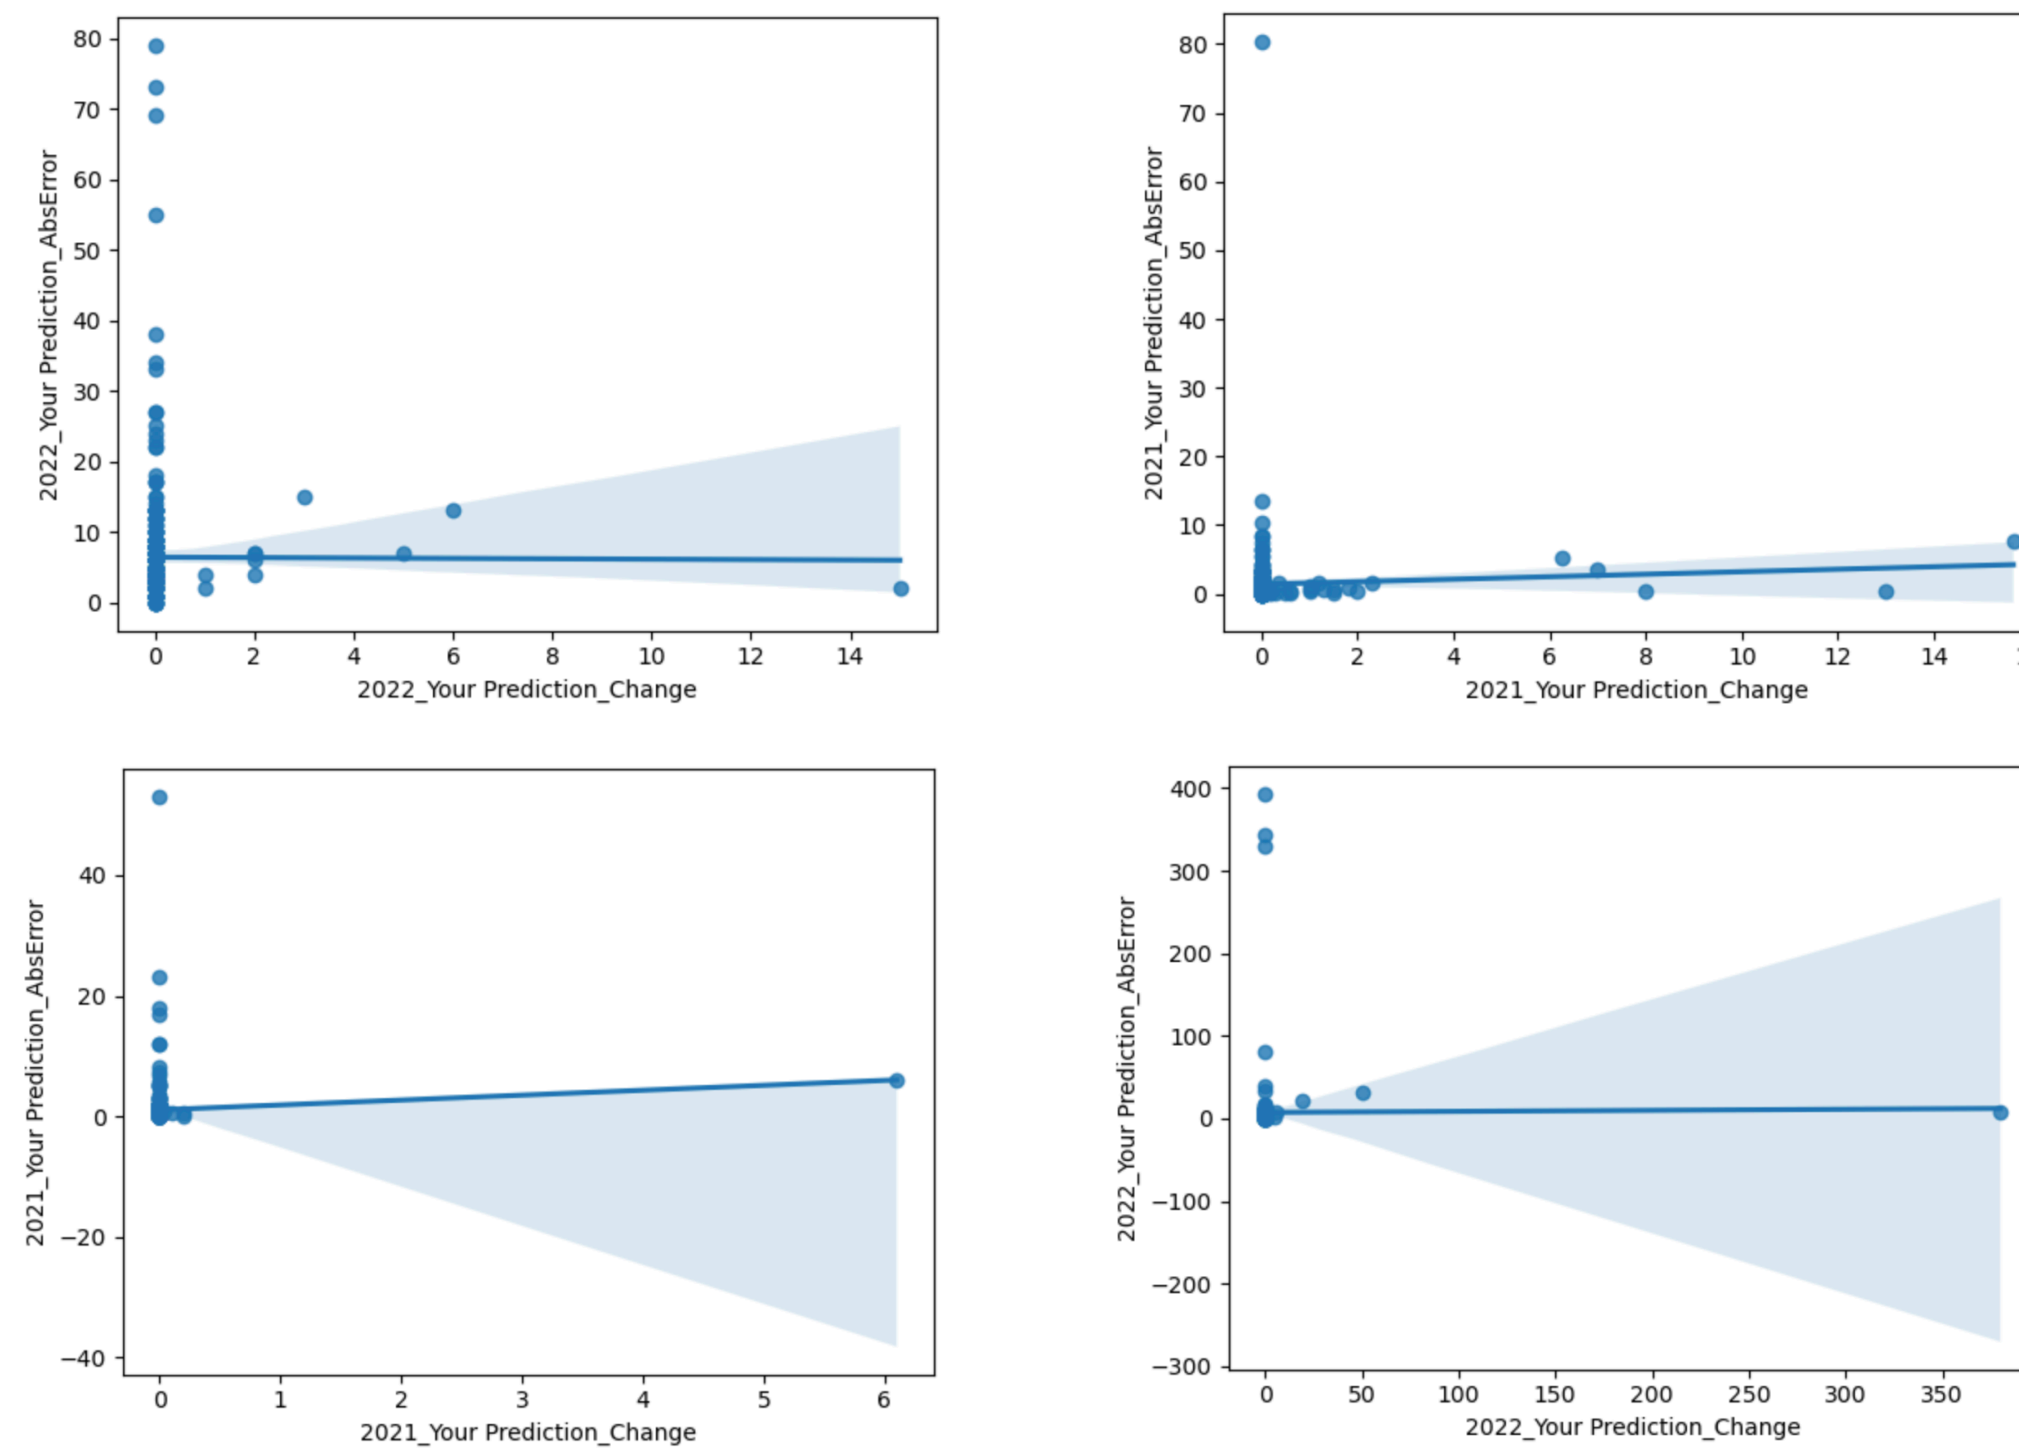 80
70
60
50
40
30
20
10
0
2022_Your Prediction_AbsError
0 2 4 6 8 10 12 14
2022_Your Prediction_Change
80
70
60
50
40
30
20
10
0
2021_Your Prediction_AbsError
0 2 4 6 8 10 12 14
2021_Your Prediction_Change
40
20
0
−20
−40
2021_Your Prediction_AbsError
0 1 2 3 4 5 6
2021_Your Prediction_Change
400
300
200
100
0
−100
−200
−300
2022_Your Prediction_AbsError
0 50 100 150 200 250 300 350
2022_Your Prediction_Change